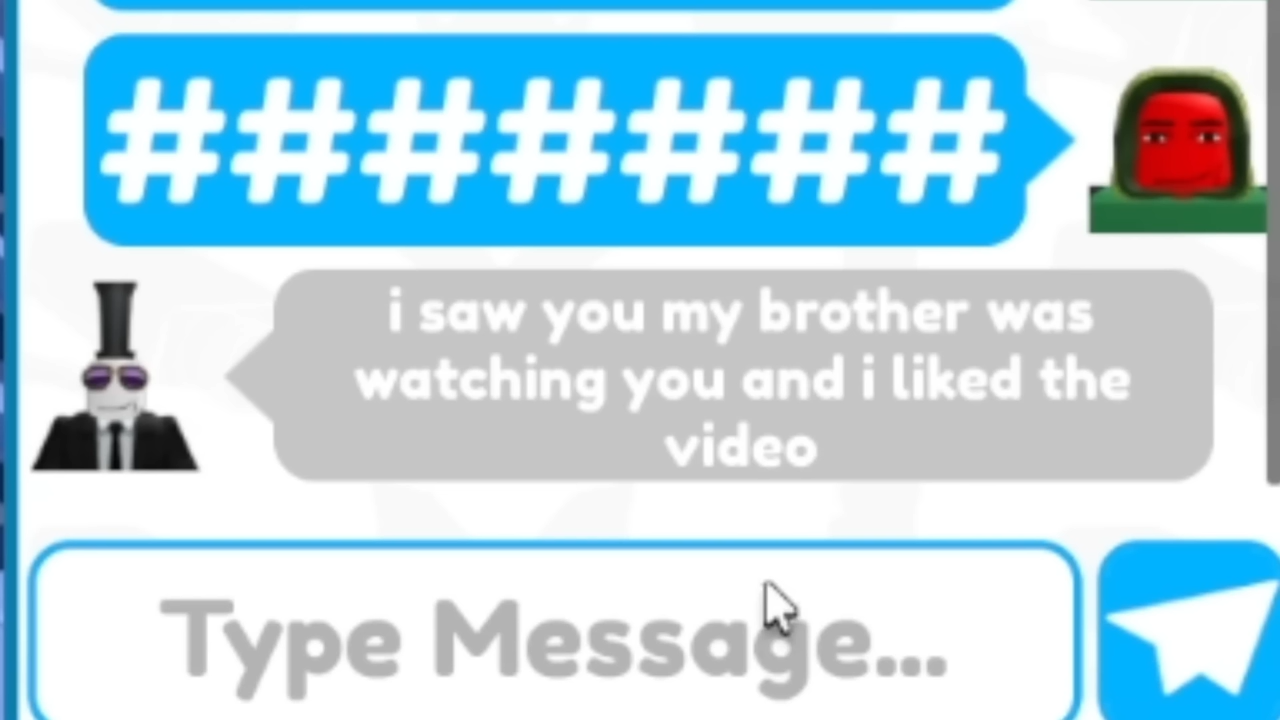 #######
i saw you my brother was
watching you and i liked the
video
Type Message...